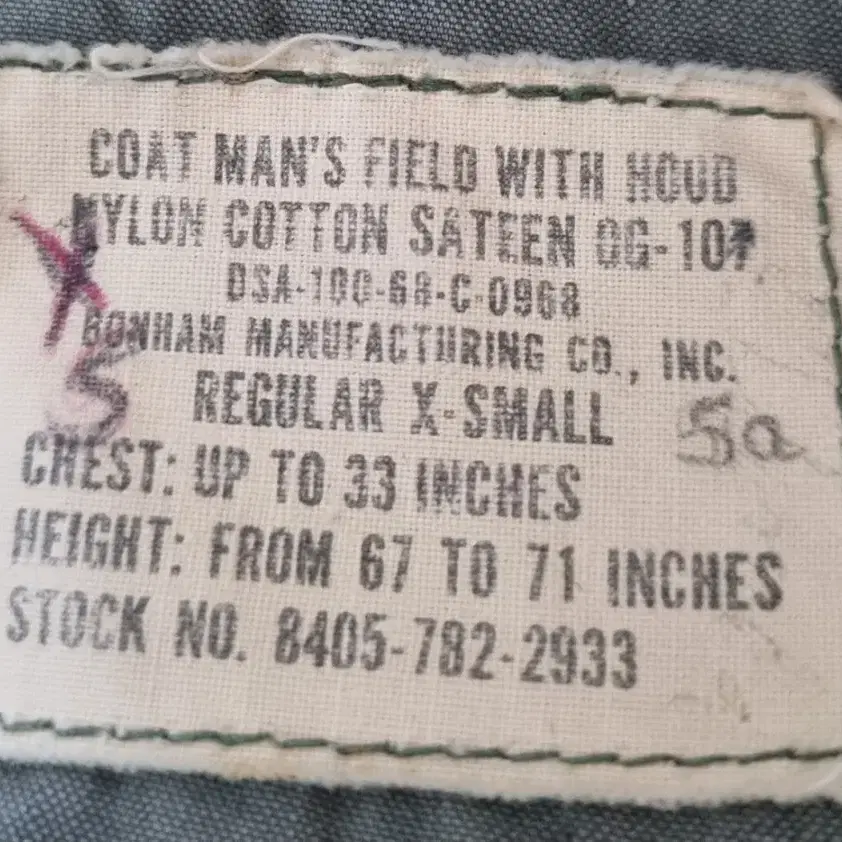 COAT MAN'S FIELD WITH HOOD
NYLON COTTON SATEEN OG-107
DSA-100-68-C-0968
BONHAM MANUFACTURING CO., INC.
XS
REGULAR X-SMALL
CHEST: UP TO 33 INCHES
HEIGHT: FROM 67 TO 71 INCHES
STOCK NO. 8405-782-2933